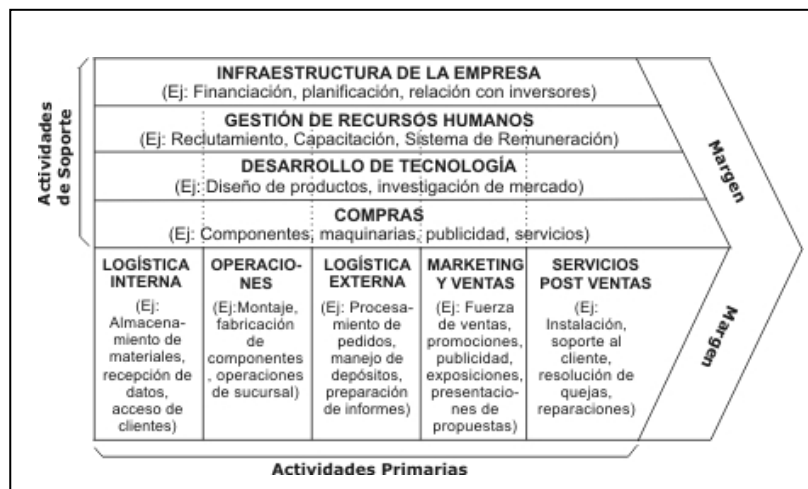 Actividades
de Soporte
INFRAESTRUCTURA DE LA EMPRESA
(Ej: Financiación, planificación, relación con inversores)
GESTIÓN DE RECURSOS HUMANOS
(Ej: Reclutamiento, Capacitación, Sistema de Remuneración)
DESARROLLO DE TECNOLOGÍA
(Ej: Diseño de productos, investigación de mercado)
COMPRAS
(Ej: Componentes, maquinarias, publicidad, servicios)
Margen
LOGÍSTICA
INTERNA
(Ej:
Almacena-
miento de
materiales,
recepción de
datos,
acceso de
clientes)
OPERACIO-
NES
(Ej:Montaje,
fabricación de
componentes
, operaciones
de sucursal)
LOGÍSTICA
EXTERNA
(Ej: Procesa-
miento de
pedidos,
manejo de
depósitos,
preparación
de informes)
MARKETING
Y VENTAS
(Ej: Fuerza
de ventas,
promociones,
publicidad,
exposiciones,
presentacio-
nes de
propuestas)
SERVICIOS
POST VENTAS
(Ej:
Instalación,
soporte al
cliente,
resolución de
quejas,
reparaciones)
Margen
Actividades Primarias